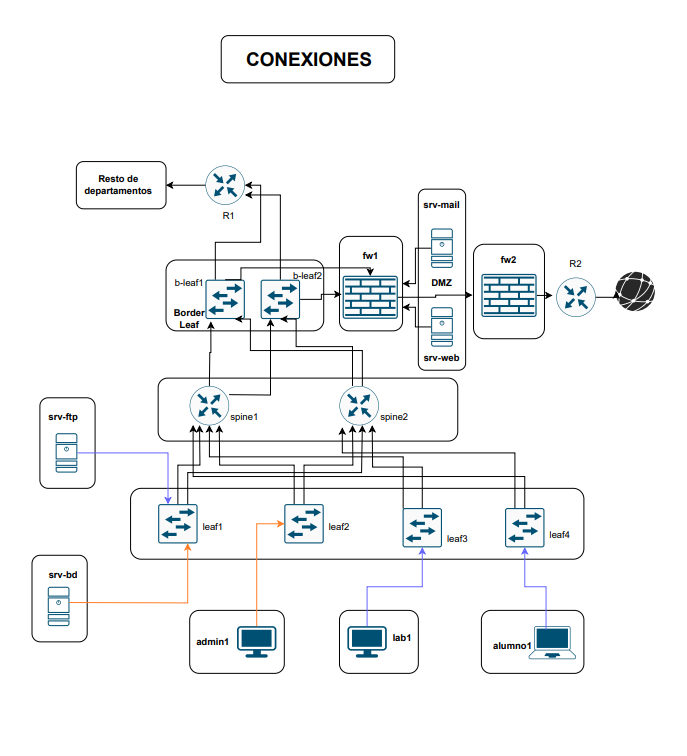 CONEXIONES
Resto de
departamentos
R1
srv-mail
fw1
fw2
R2
b-leaf1
b-leaf2
DMZ
Border
Leaf
srv-web
spine1
spine2
srv-ftp
leaf1
leaf2
leaf3
leaf4
srv-bd
admin1
lab1
alumno1